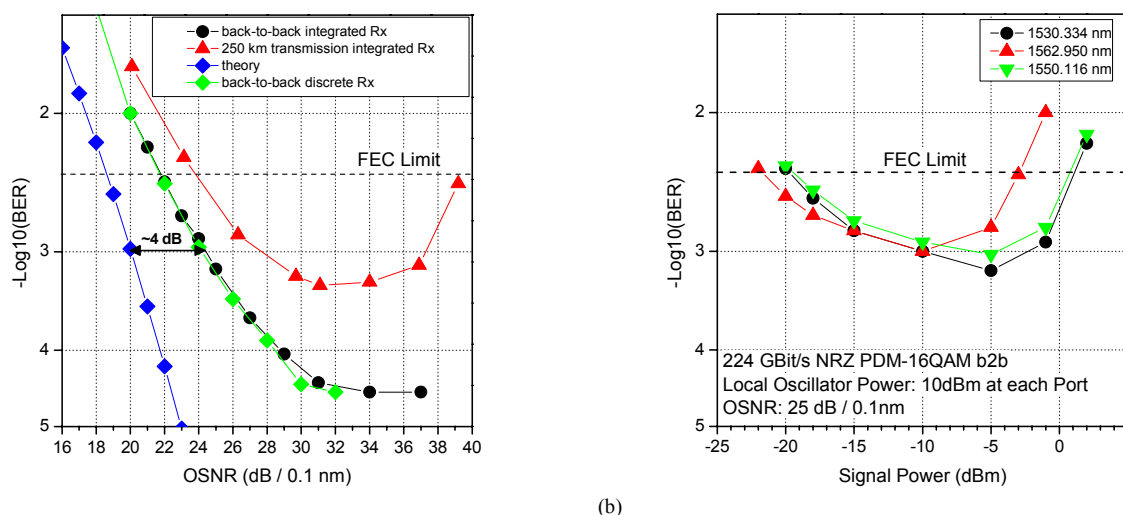 back-to-back integrated Rx
250 km transmission integrated Rx
theory
back-to-back discrete Rx
2
3
4
5
-Log10(BER)
FEC Limit
~4 dB
16 18 20 22 24 26 28 30 32 34 36 38 40
OSNR (dB / 0.1 nm)
(b)
1530.334 nm
1562.950 nm
1550.116 nm
2
3
4
5
-Log10(BER)
FEC Limit
224 GBit/s NRZ PDM-16QAM b2b
Local Oscillator Power: 10dBm at each Port
OSNR: 25 dB / 0.1nm
-25 -20 -15 -10 -5 0 5
Signal Power (dBm)